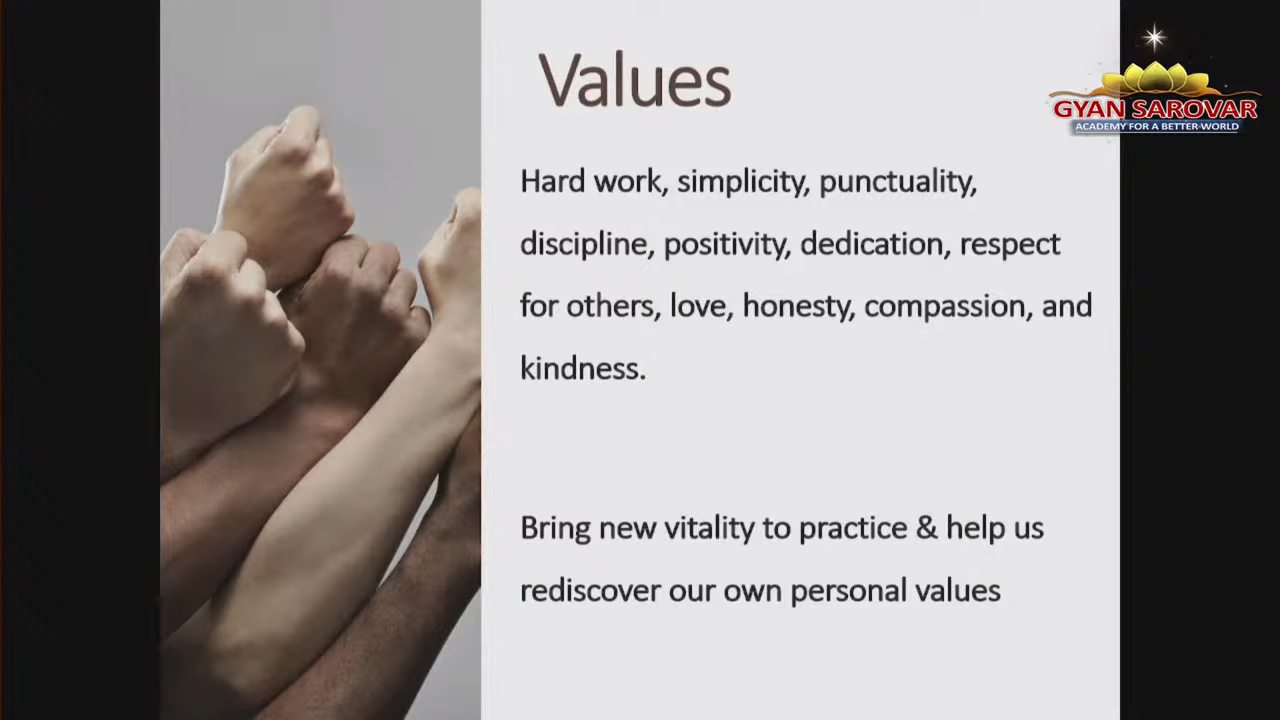 Values
GYAN SAROVAR
ACADEMY FOR A BETTER-WORLD
Hard work, simplicity, punctuality,
discipline, positivity, dedication, respect
for others, love, honesty, compassion, and
kindness.
Bring new vitality to practice & help us
rediscover our own personal values